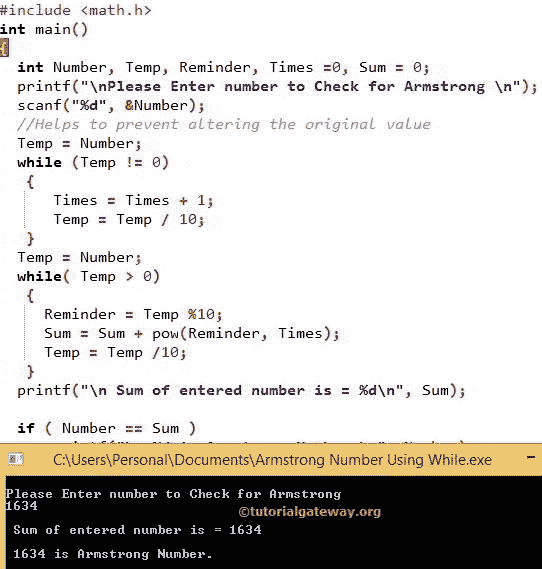 #include <math.h>
int main()
{
int Number, Temp, Reminder, Times =0, Sum = 0;
printf("\nPlease Enter number to Check for Armstrong \n");
scanf("%d", &Number);
//Helps to prevent altering the original value
Temp = Number;
while (Temp != 0)
{
Times = Times + 1;
Temp = Temp / 10;
}
Temp = Number;
while( Temp > 0)
{
Reminder = Temp %10;
Sum = Sum + pow(Reminder, Times);
Temp = Temp /10;
}
printf("\n Sum of entered number is = %d\n", Sum);
if ( Number == Sum )
C:\Users\Personal\Documents\Armstrong Number Using While.exe
Please Enter number to Check for Armstrong
1634
©tutorialgateway.org
Sum of entered number is = 1634
1634 is Armstrong Number.